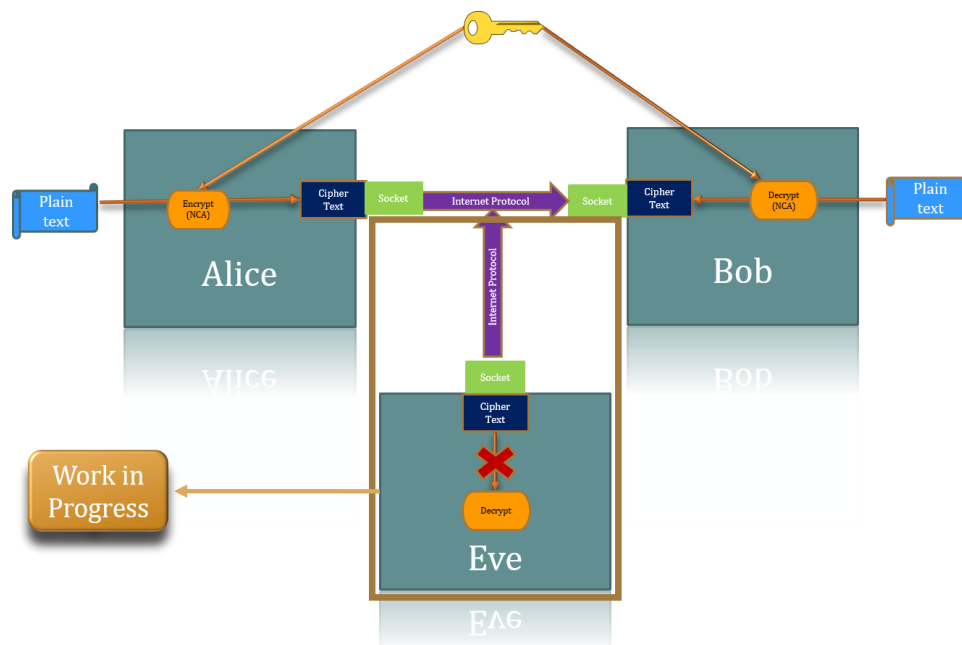 Plain
text
Encrypt
(NCA)
Cipher
Text
Socket
Internet Protocol
Socket
Cipher
Text
Decrypt
(NCA)
Plain
text
Alice
Bob
Internet Protocol
Alice
Bob
Socket
Cipher
Text
Work in
Progress
Decrypt
Eve
Eve